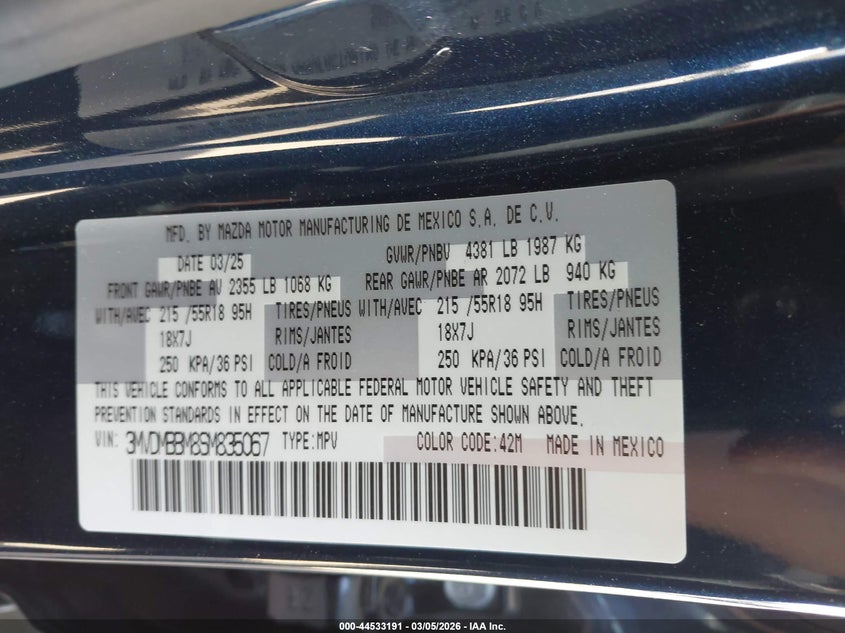 MFD. BY MAZDA MOTOR MANUFACTURING DE MEXICO S.A. DE C.V.
DATE 03/25 GVWR/PNBV 4381 LB 1987 KG
FRONT GAWR/PNBE AV 2355 LB 1068 KG REAR GAWR/PNBE AR 2072 LB 940 KG
WITH/AVEC 215 /55R18 95H TIRES/PNEUS WITH/AVEC 215 /55R18 95H TIRES/PNEUS
18X7J RIMS/JANTES 18X7J RIMS/JANTES
250 KPA/36 PSI COLD/A FROID 250 KPA/36 PSI COLD/A FROID
THIS VEHICLE CONFORMS TO ALL APPLICABLE FEDERAL MOTOR VEHICLE SAFETY AND THEFT
PREVENTION STANDARDS IN EFFECT ON THE DATE OF MANUFACTURE SHOWN ABOVE.
VIN: 3MVDMBBM8SM835067 TYPE:MPV COLOR CODE:42M MADE IN MEXICO
000-44533191 - 03/05/2026 - IAA Inc.